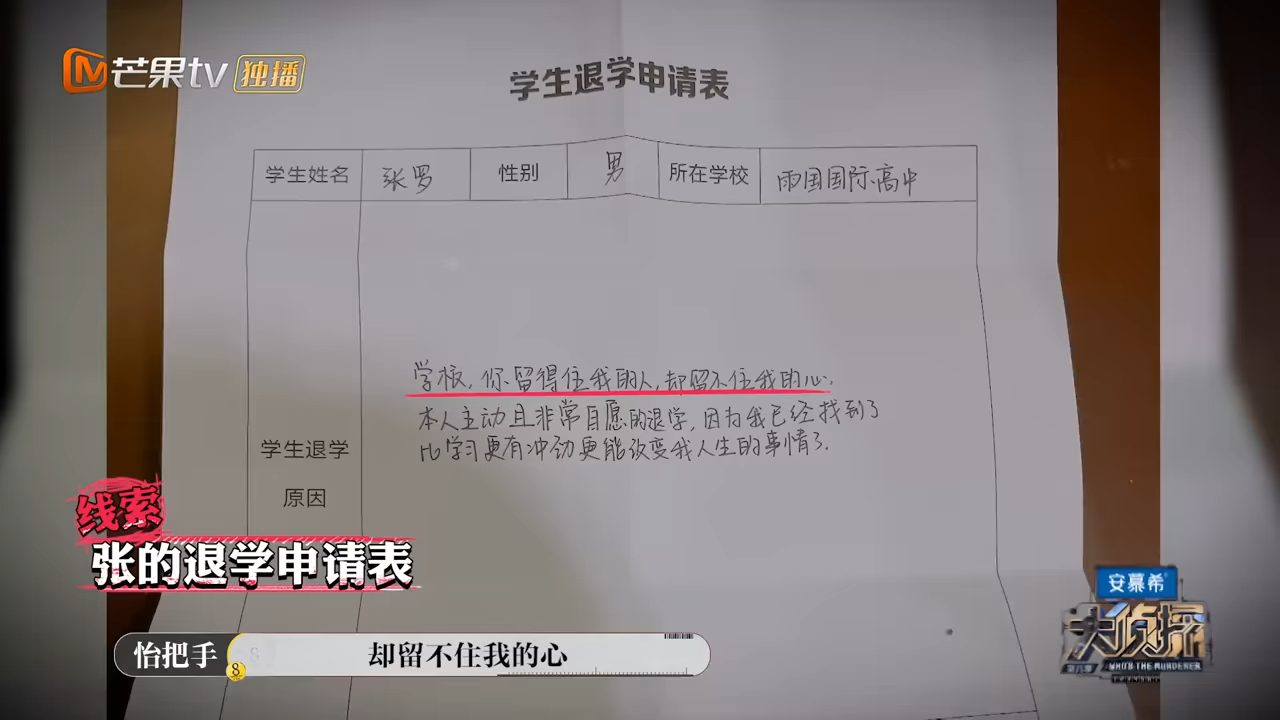 芒果TV 独播
学生退学申请表
学生姓名 张罗 性别 男 所在学校 雨国国际高中
学校,你留得住我的人,却留不住我的心.
本人主动且非常自愿的退学,因为我已经找到了
比学习更有冲动更能改变我人生的事情了.
学生退学
原因
线索
张的退学申请表
安慕希
大侦探
WHO'S THE MURDERER
怡把手 8 却留不住我的心